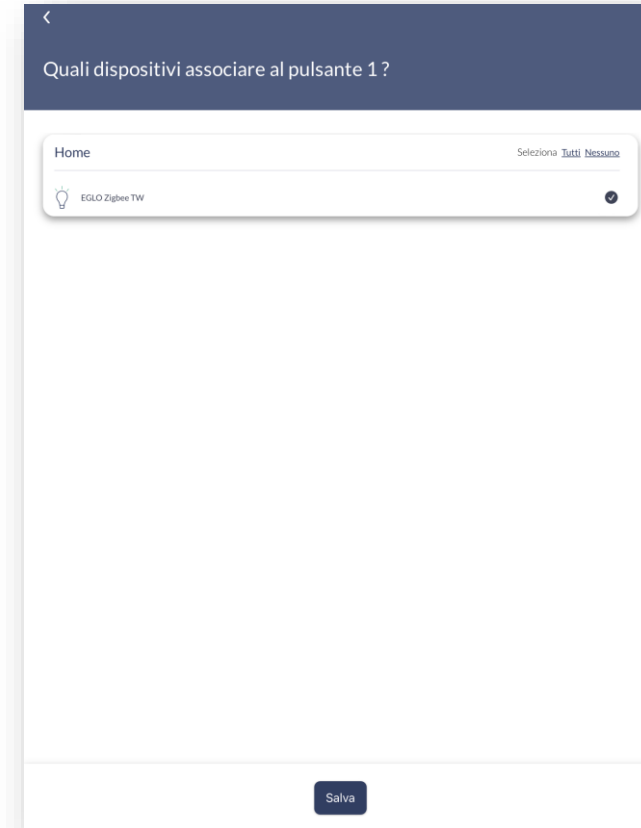 Quali dispositivi associare al pulsante 1 ?
Home
Seleziona Tutti Nessuno
EGLO Zigbee TW
Salva